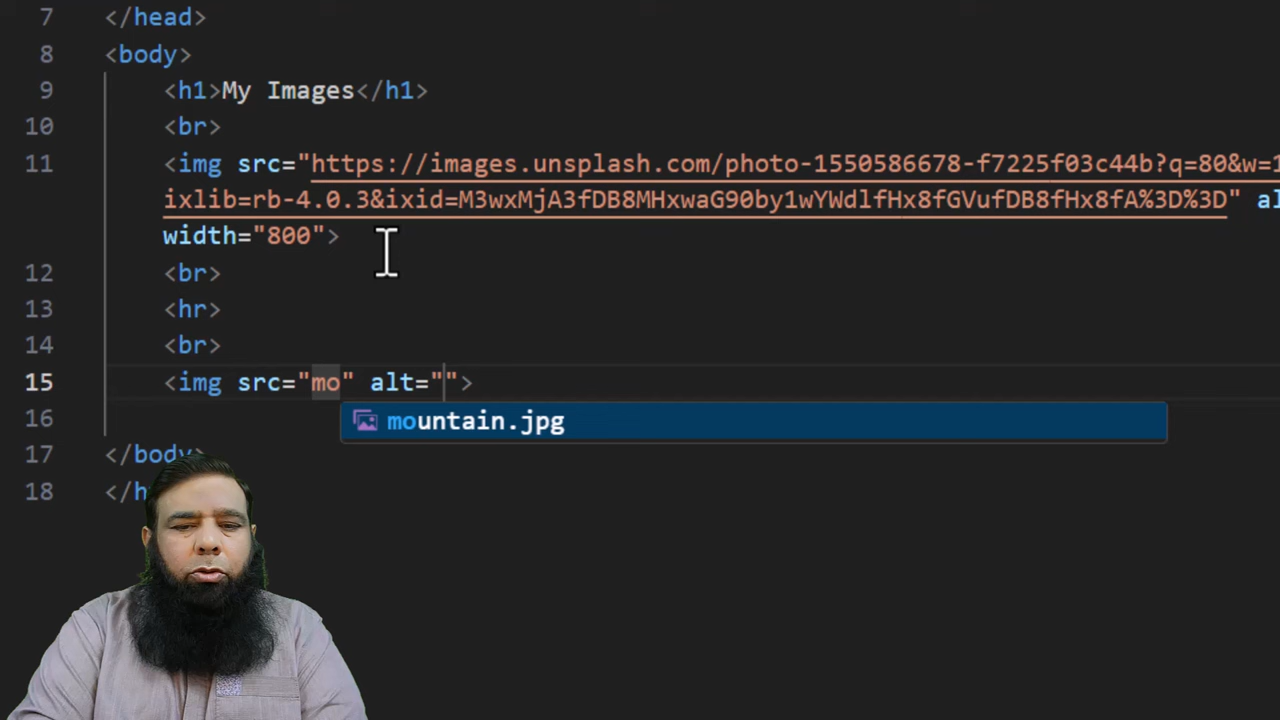 7 </head>
8 <body>
9 <h1>My Images</h1>
10 <br>
11 <img src="https://images.unsplash.com/photo-1550586678-f7225f03c44b?q=80&w=1
ixlib=rb-4.0.3&ixid=M3wxMjA3fDB8MHxwaG90by1wYWdlfHx8fGVufDB8fHx8fA%3D%3D" al
width="800">
12 <br>
13 <hr>
14 <br>
15 <img src="mo" alt="">
16 mountain.jpg
17 </body>
18 </h